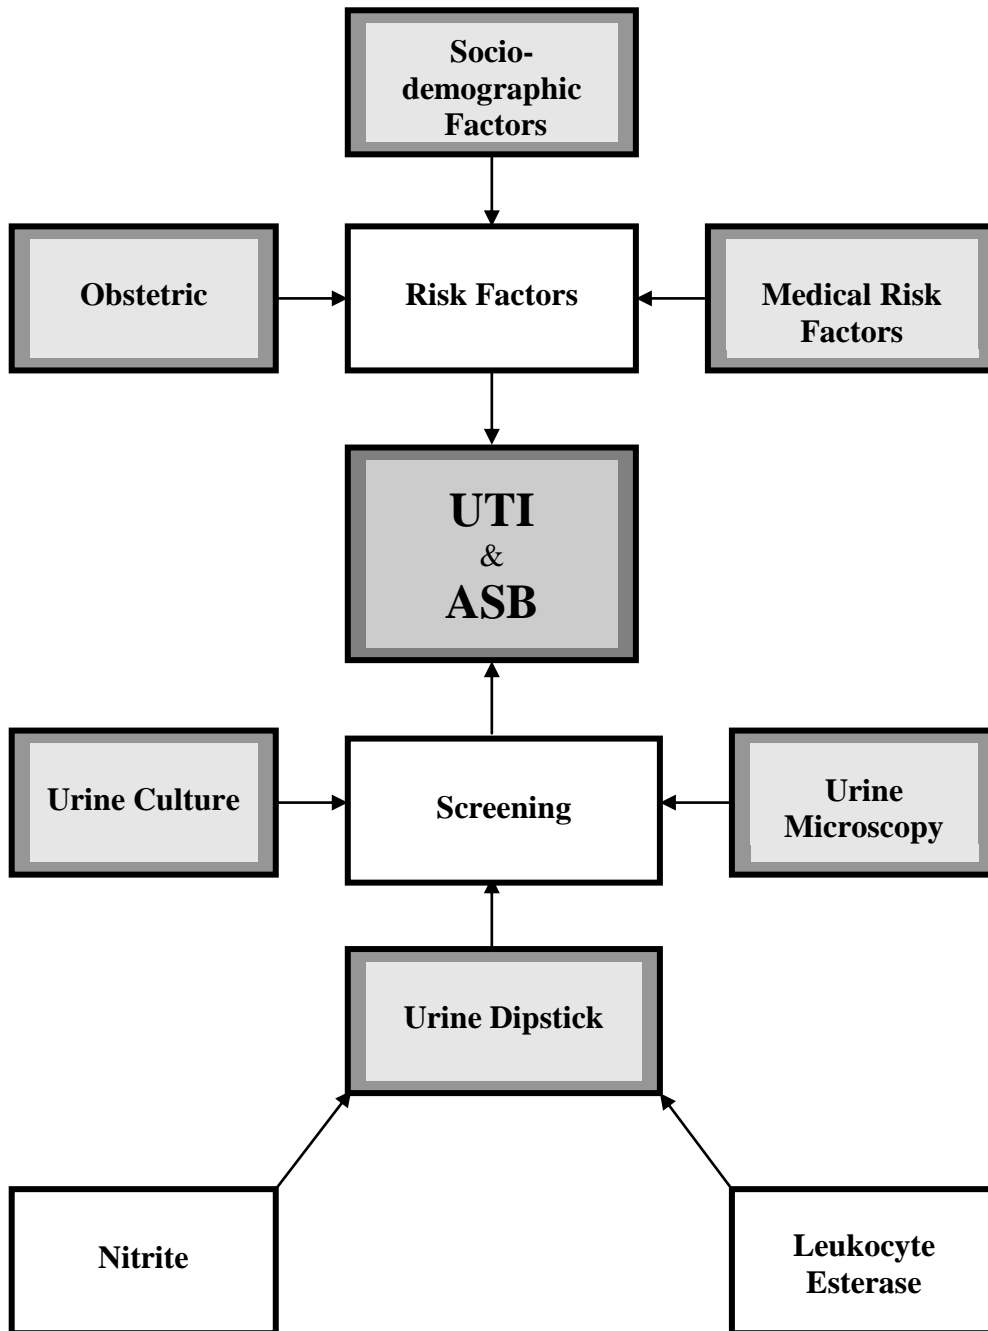 Socio-
demographic
Factors
Obstetric
Risk Factors
Medical Risk
Factors
UTI
&
ASB
Urine Culture
Screening
Urine
Microscopy
Urine Dipstick
Nitrite
Leukocyte
Esterase